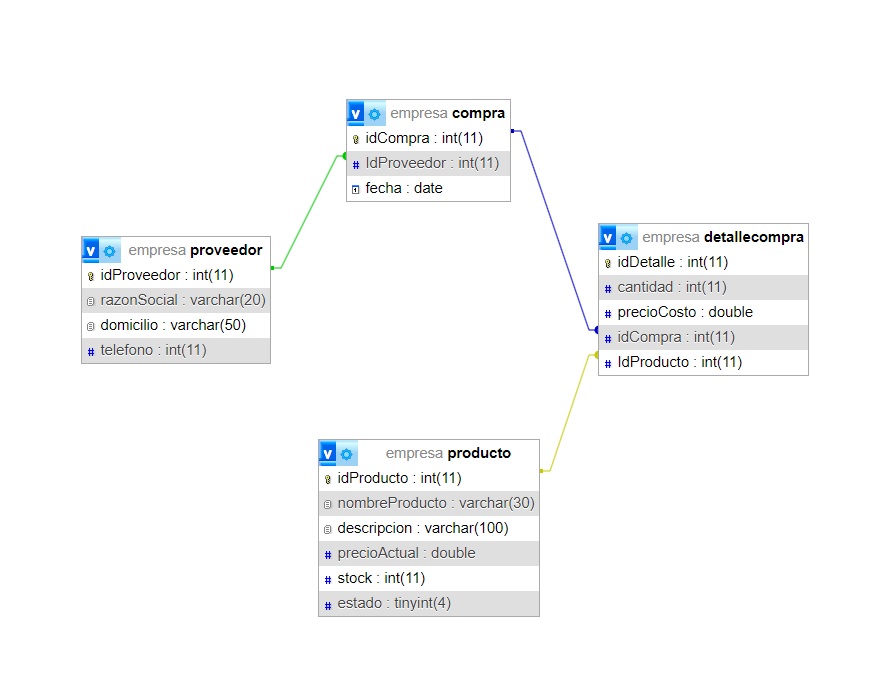 v empresa compra
idCompra : int(11)
# IdProveedor : int(11)
fecha : date
v empresa proveedor
idProveedor : int(11)
razonSocial : varchar(20)
domicilio : varchar(50)
# telefono : int(11)
v empresa detallecompra
idDetalle : int(11)
# cantidad : int(11)
# precioCosto : double
# idCompra : int(11)
# IdProducto : int(11)
v empresa producto
idProducto : int(11)
nombreProducto : varchar(30)
descripcion : varchar(100)
# precioActual : double
# stock : int(11)
# estado : tinyint(4)